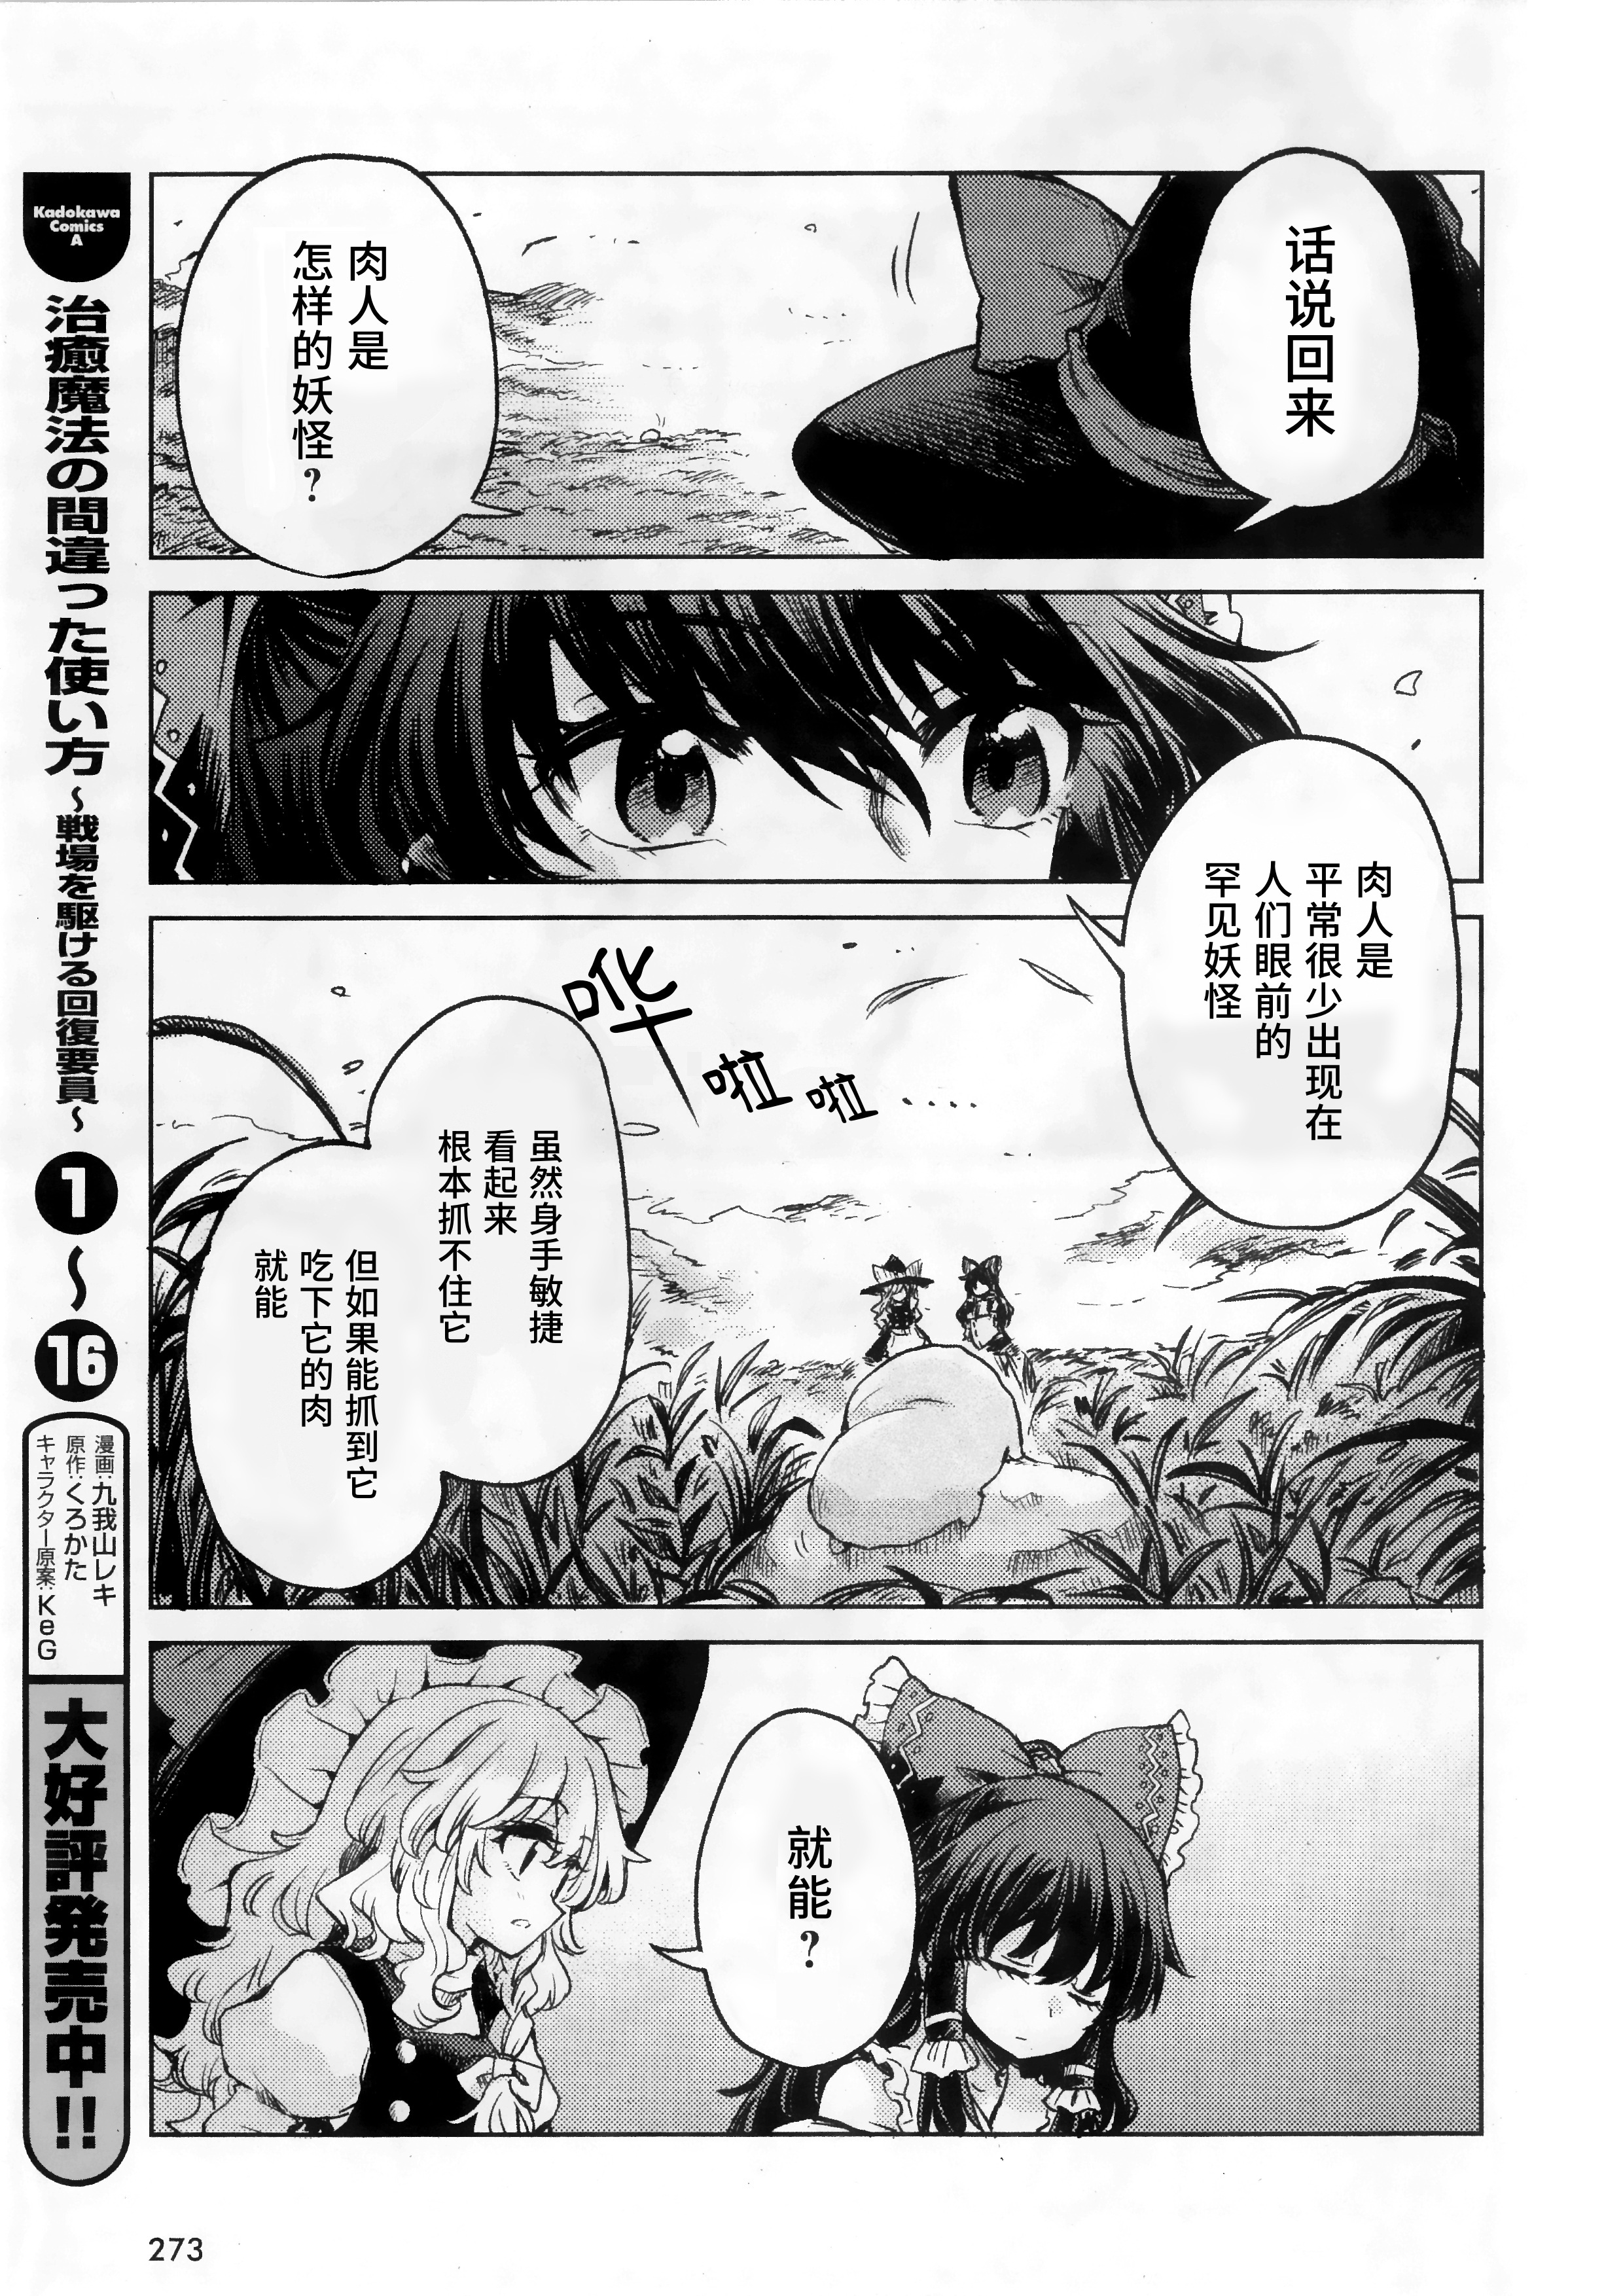 话说回来
肉人是
怎样的妖怪？
肉人是
平常很少出现在
人们眼前的
罕见妖怪
哗啦啦····
虽然身手敏捷
看起来
根本抓不住它
但如果能抓到它
吃下它的肉
就能
就能？
Kadokawa
Comics
A
治癒魔法の間違った使い方
～戦場を駆ける回復要員～
1～16
漫画：九我山レキ
原作：くろかた
キャラクター原案：KeG
大好評発売中!!
273